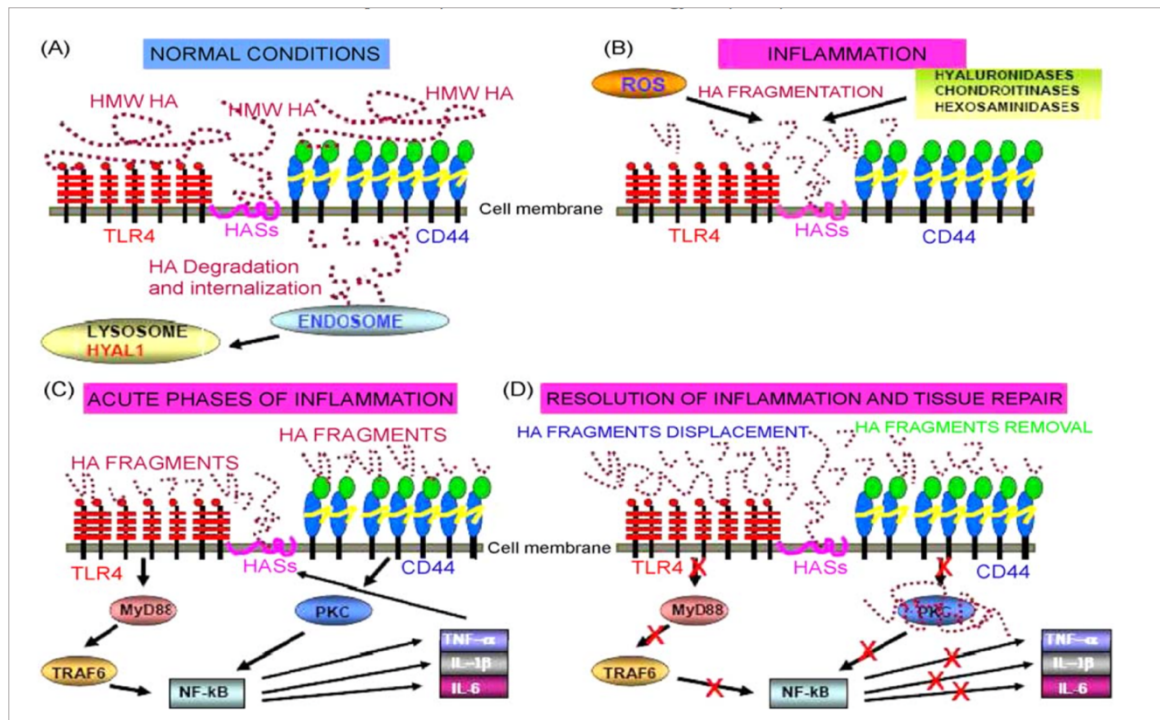 (A)
NORMAL CONDITIONS
HMW HA
HMW HA
HMW HA
TLR4
HASs
CD44
Cell membrane
HA Degradation
and internalization
ENDOSOME
LYSOSOME
HYAL1
(B)
INFLAMMATION
ROS
HA FRAGMENTATION
HYALURONIDASES
CHONDROITINASES
HEXOSAMINIDASES
TLR4
HASs
CD44
(C)
ACUTE PHASES OF INFLAMMATION
HA FRAGMENTS
HA FRAGMENTS
Cell membrane
TLR4
HASs
CD44
MyD88
PKC
TRAF6
NF-kB
TNF-α
IL-1β
IL-6
(D)
RESOLUTION OF INFLAMMATION AND TISSUE REPAIR
HA FRAGMENTS DISPLACEMENT
HA FRAGMENTS REMOVAL
TLR4
HASs
CD44
MyD88
PKC
TRAF6
NF-kB
TNF-α
IL-1β
IL-6